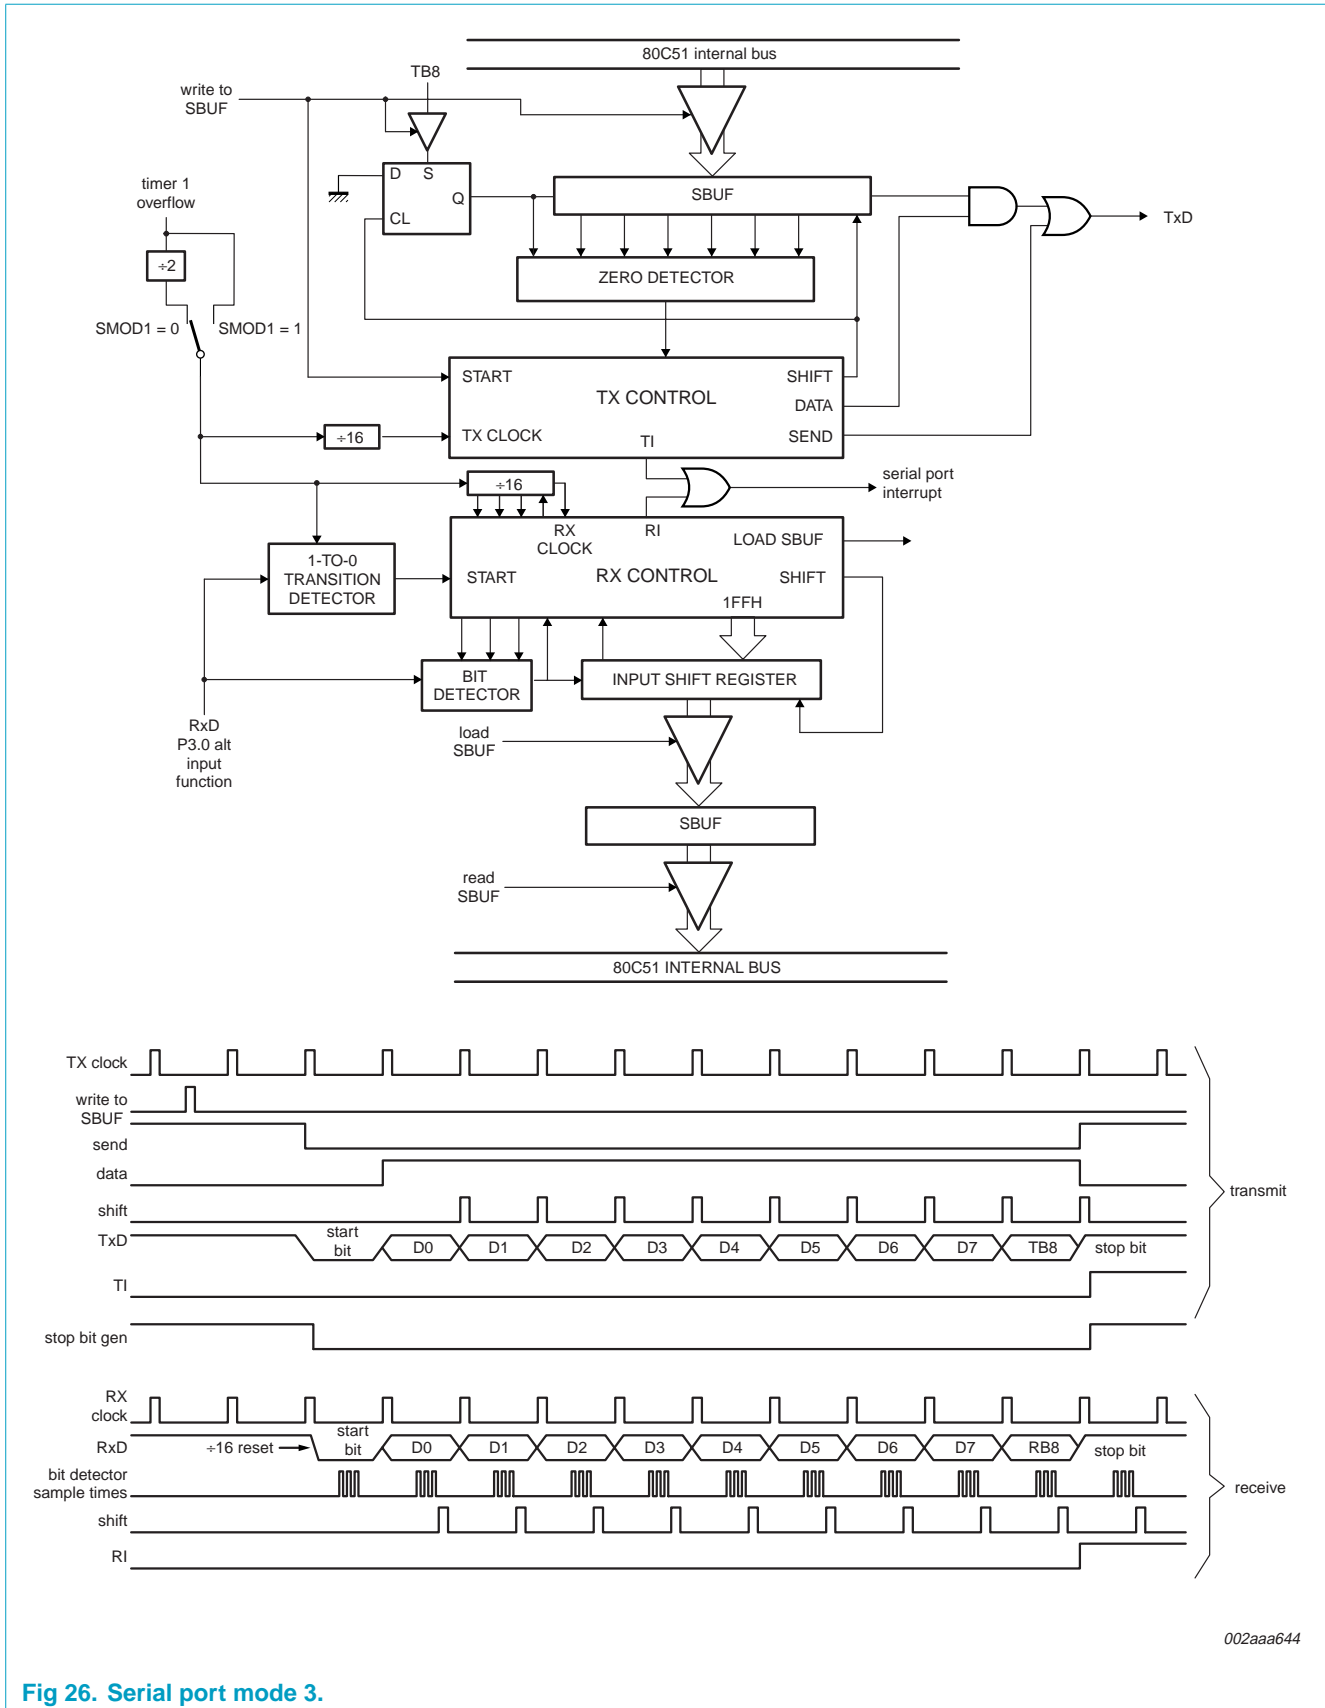 80C51 internal bus
TB8
write to
SBUF
D
S
Q
CL
SBUF
TxD
timer 1
overflow
÷2
ZERO DETECTOR
SMOD1 = 0
SMOD1 = 1
START
SHIFT
TX CONTROL
DATA
÷16
TX CLOCK
TI
SEND
÷16
serial port
interrupt
RX
CLOCK
RI
LOAD SBUF
1-TO-0
TRANSITION
DETECTOR
START
RX CONTROL
SHIFT
1FFH
BIT
DETECTOR
INPUT SHIFT REGISTER
RxD
P3.0 alt
input
function
load
SBUF
SBUF
read
SBUF
80C51 INTERNAL BUS
TX clock
write to
SBUF
send
data
shift
TxD
start
bit
D0
D1
D2
D3
D4
D5
D6
D7
TB8
stop bit
TI
stop bit gen
transmit
RX
clock
RxD
÷16 reset
start
bit
D0
D1
D2
D3
D4
D5
D6
D7
RB8
stop bit
bit detector
sample times
shift
RI
receive
002aaa644
Fig 26. Serial port mode 3.